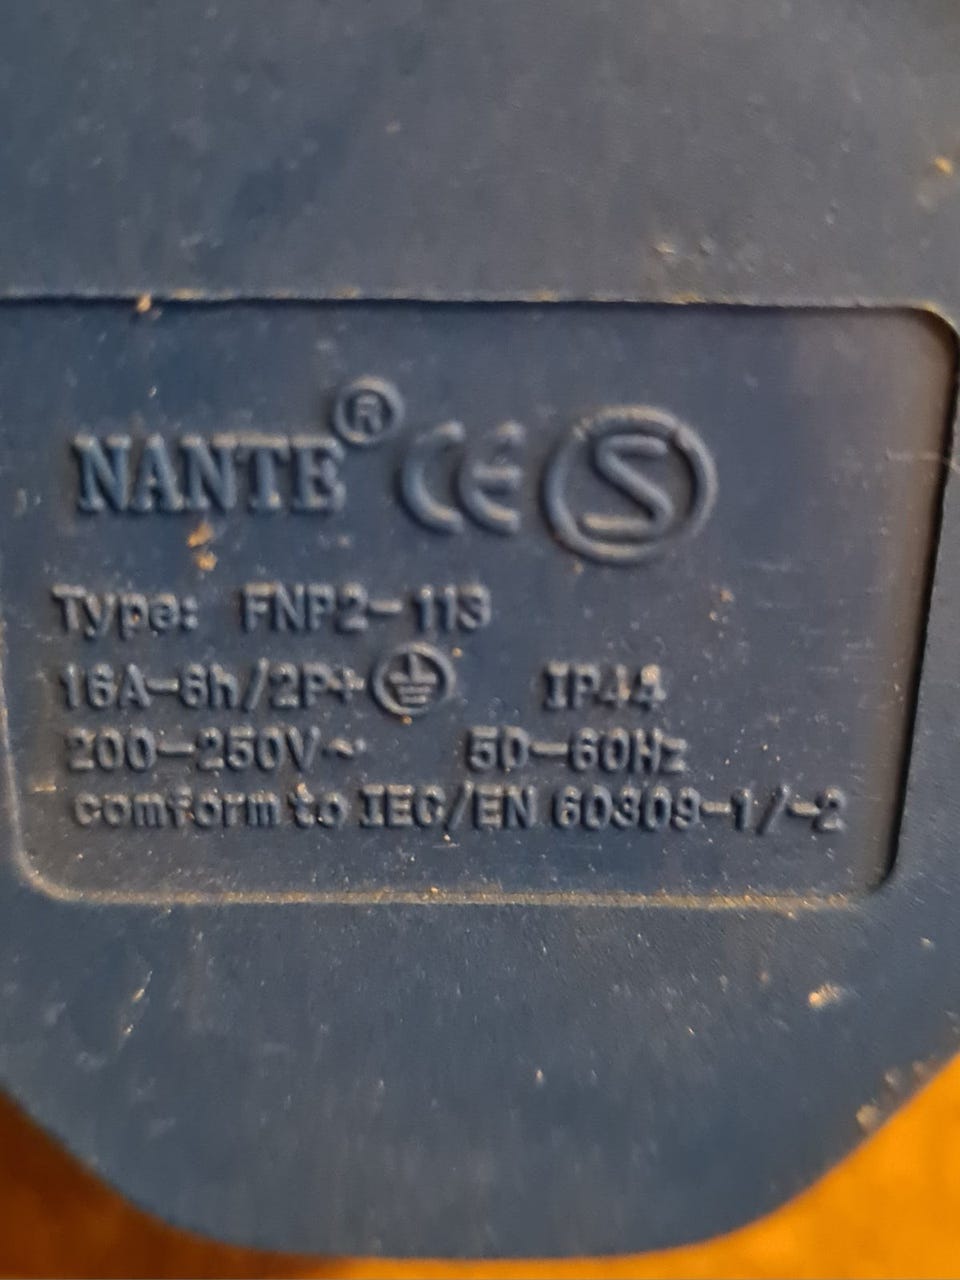 NANTE® CE S
Type: FNP2-113
16A-6h/2P+ IP44
200-250V~ 50-60Hz
comform to IEC/EN 60309-1/-2